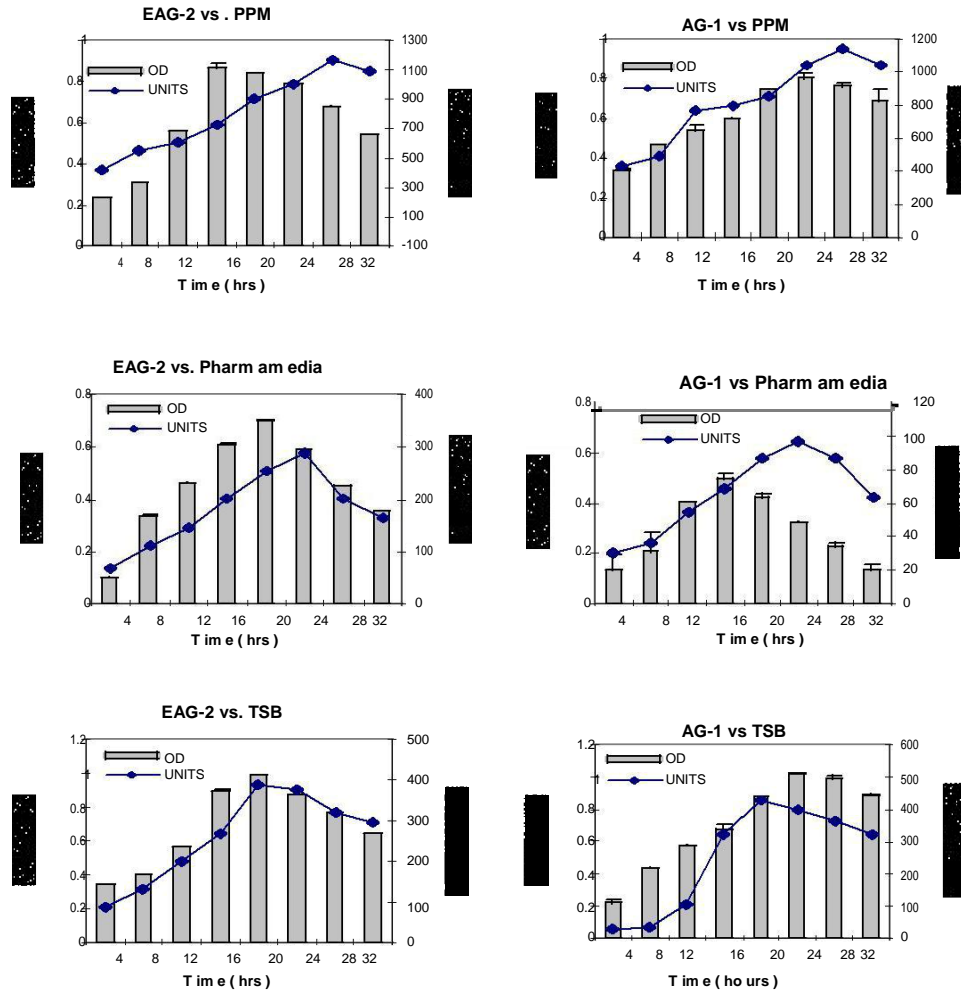 EAG-2 vs . PPM
1
0.8
0.6
0.4
0.2
0
OD
UNITS
1300
1100
900
700
500
300
100
-100
4 8 12 16 20 24 28 32
T im e ( hrs )
AG-1 vs PPM
1
0.8
0.6
0.4
0.2
0
OD
UNITS
1200
1000
800
600
400
200
0
4 8 12 16 20 24 28 32
T im e ( hrs )
EAG-2 vs. Pharm am edia
0.8
0.6
0.4
0.2
0
OD
UNITS
400
300
200
100
0
4 8 12 16 20 24 28 32
T im e ( hrs )
AG-1 vs Pharm am edia
0.8
0.6
0.4
0.2
0
OD
UNITS
120
100
80
60
40
20
0
4 8 12 16 20 24 28 32
T im e ( hrs )
EAG-2 vs. TSB
1.2
1
0.8
0.6
0.4
0.2
0
OD
UNITS
500
400
300
200
100
0
4 8 12 16 20 24 28 32
T im e ( hrs )
AG-1 vs TSB
1.2
1
0.8
0.6
0.4
0.2
0
OD
UNITS
600
500
400
300
200
100
0
4 8 12 16 20 24 28 32
T im e ( ho urs )